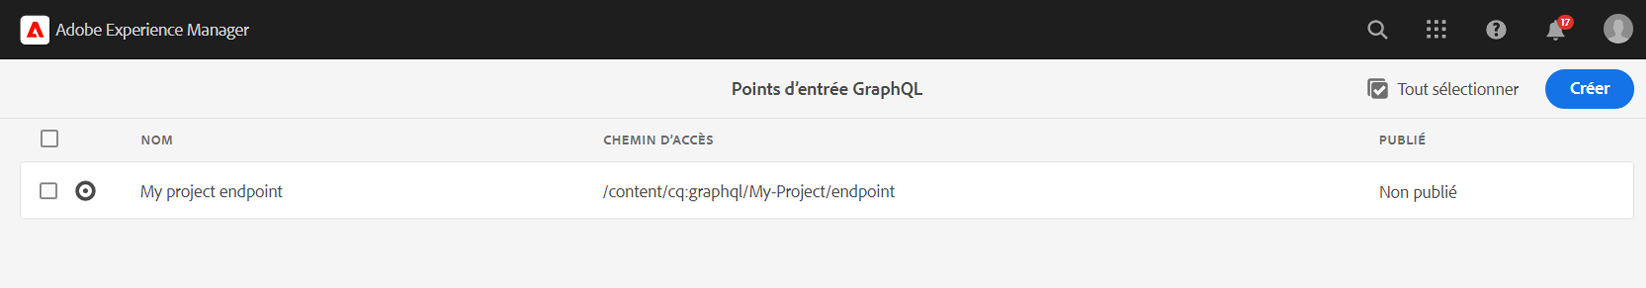 Adobe Experience Manager
17
Points d’entrée GraphQL
Tout sélectionner
Créer
NOM
CHEMIN D’ACCÈS
PUBLIÉ
My project endpoint
/content/cq:graphql/My-Project/endpoint
Non publié